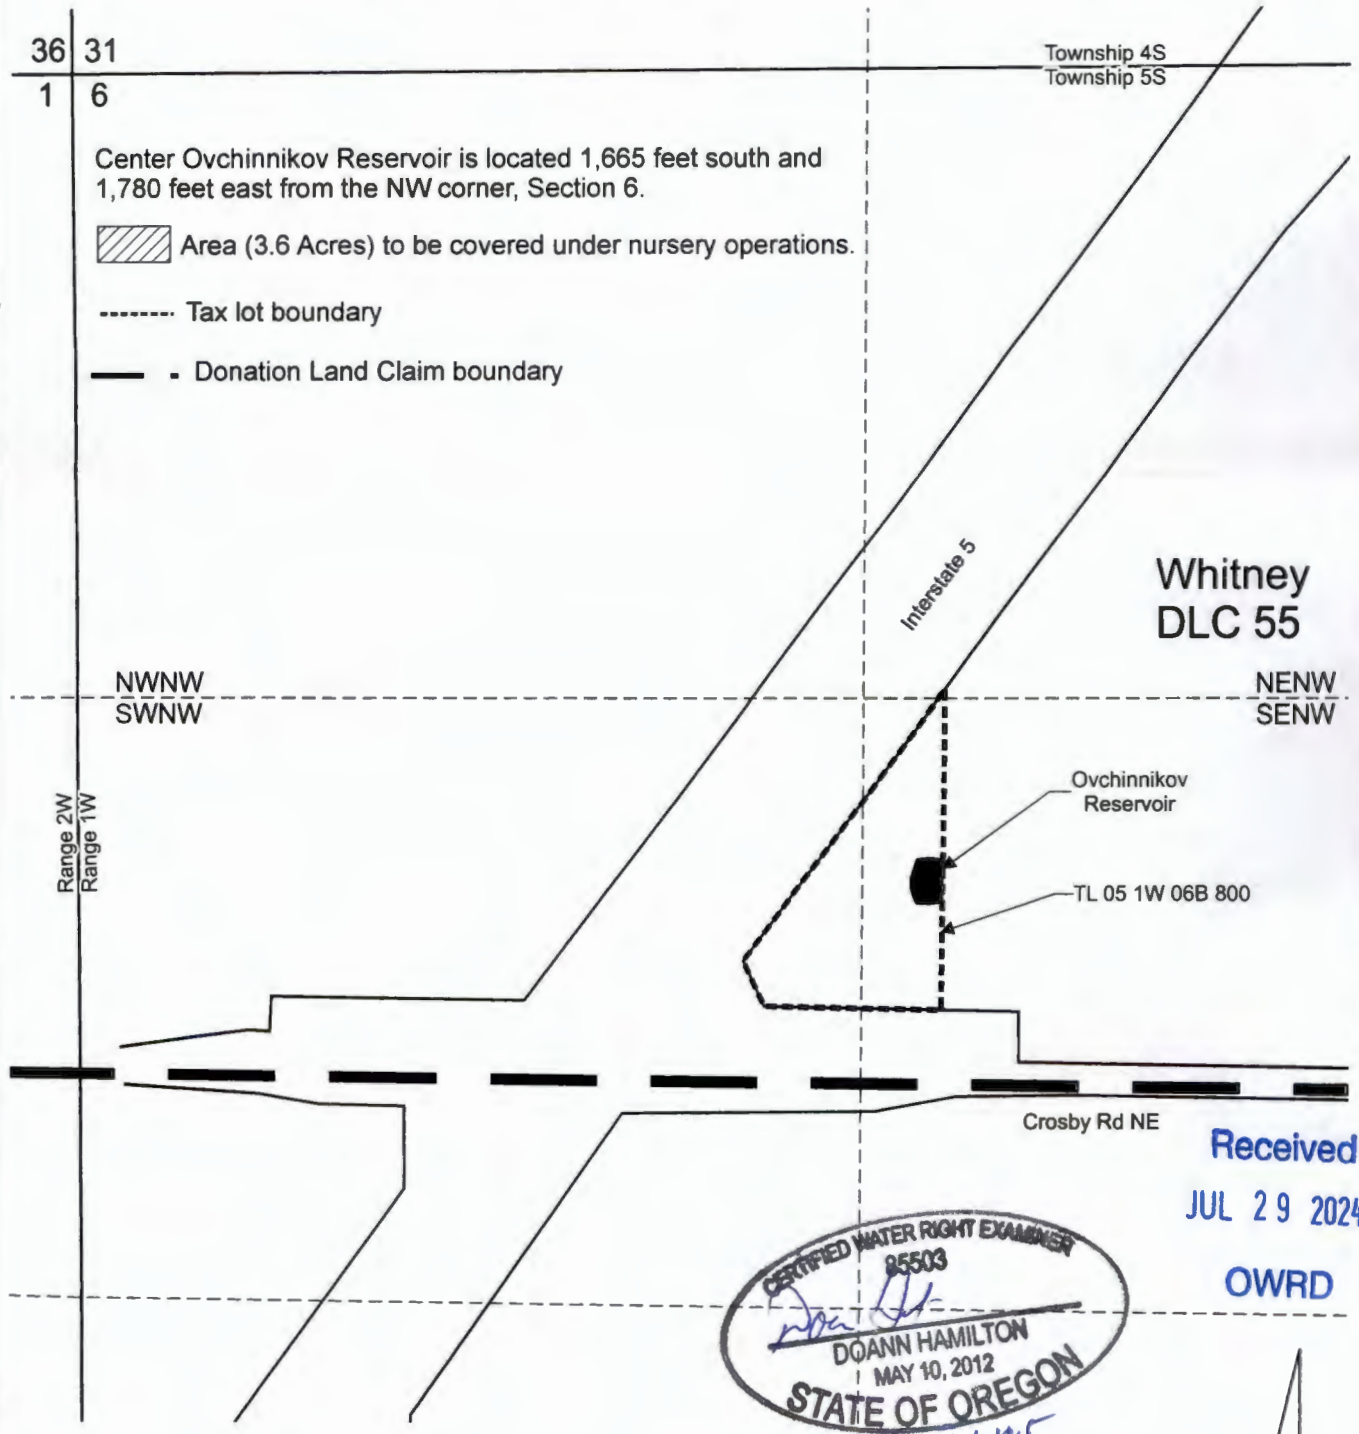 36 31
Township 4S
Township 5S
1 6
Center Ovchinnikov Reservoir is located 1,665 feet south and
1,780 feet east from the NW corner, Section 6.
Area (3.6 Acres) to be covered under nursery operations.
Tax lot boundary
Donation Land Claim boundary
Interstate 5
Whitney
DLC 55
NWNW
SWNW
NENW
SENW
Range 2W
Range 1W
Ovchinnikov
Reservoir
TL 05 1W 06B 800
Crosby Rd NE
Received
JUL 29 2024
OWRD
CERTIFIED WATER RIGHT EXAMINER
85503
DOANN HAMILTON
MAY 10, 2012
STATE OF OREGON